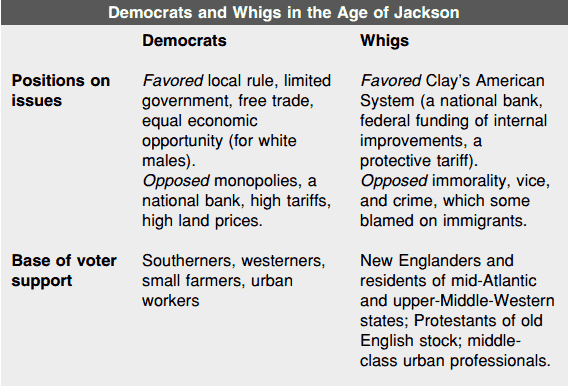 Democrats and Whigs in the Age of Jackson
Democrats
Whigs
Positions on
issues
Favored local rule, limited
government, free trade,
equal economic
opportunity (for white
males).
Opposed monopolies, a
national bank, high tariffs,
high land prices.
Favored Clay's American
System (a national bank,
federal funding of internal
improvements, a
protective tariff).
Opposed immorality, vice,
and crime, which some
blamed on immigrants.
Base of voter
support
Southerners, westerners,
small farmers, urban
workers
New Englanders and
residents of mid-Atlantic
and upper-Middle-Western
states; Protestants of old
English stock; middle-
class urban professionals.